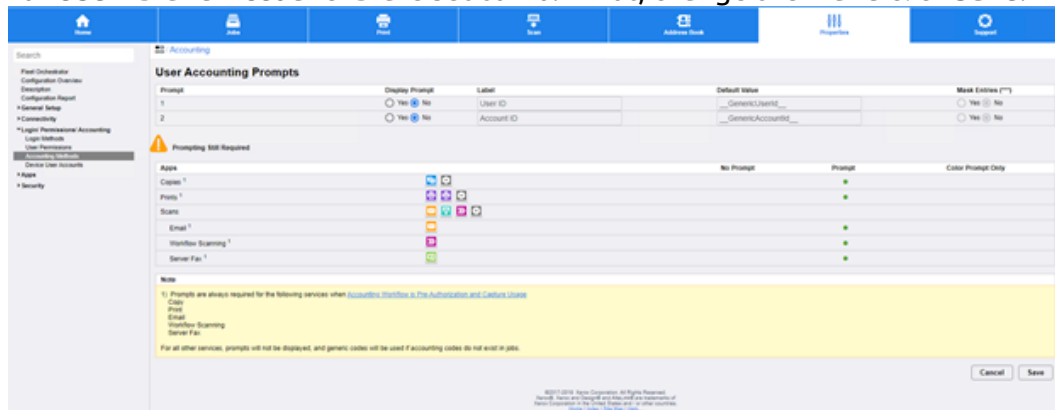 Home
Jobs
Print
Scan
Address Book
Properties
Support
Search
Accounting
Fleet Orchestrator
Configuration Overview
Description
Configuration Report
General Setup
Connectivity
Login/ Permissions/ Accounting
Login Methods
User Permissions
Accounting Methods
Device User Accounts
Apps
Security
User Accounting Prompts
Prompt Display Prompt Label Default Value Mask Entries (***)
1 Yes No User ID __GenericUserId__ Yes No
2 Yes No Account ID __GenericAccountId__ Yes No
Prompting Still Required
Apps No Prompt Prompt Color Prompt Only
Copies 1
Prints 1
Scans
Email 1
Workflow Scanning 1
Server Fax 1
Note
1) Prompts are always required for the following services when Accounting Workflow is Pre-Authorization and Capture Usage
Copy
Print
Email
Workflow Scanning
Server Fax
For all other services, prompts will not be displayed, and generic codes will be used if accounting codes do not exist in jobs.
Cancel Save
Xerox Corporation. All Rights Reserved.